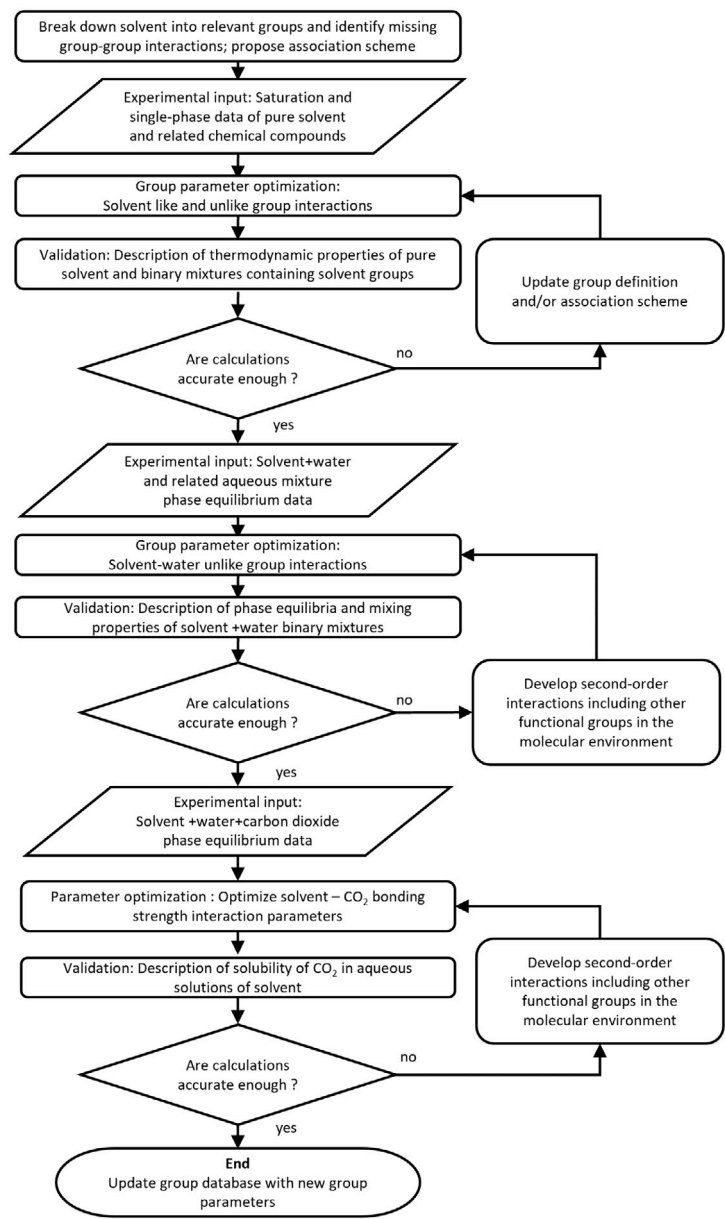 Break down solvent into relevant groups and identify missing
group-group interactions; propose association scheme
Experimental input: Saturation and
single-phase data of pure solvent
and related chemical compounds
Group parameter optimization:
Solvent like and unlike group interactions
Validation: Description of thermodynamic properties of pure
solvent and binary mixtures containing solvent groups
Update group definition
and/or association scheme
Are calculations
accurate enough ?
no
yes
Experimental input: Solvent+water
and related aqueous mixture
phase equilibrium data
Group parameter optimization:
Solvent-water unlike group interactions
Validation: Description of phase equilibria and mixing
properties of solvent +water binary mixtures
Are calculations
accurate enough ?
no
Develop second-order
interactions including other
functional groups in the
molecular environment
yes
Experimental input:
Solvent +water+carbon dioxide
phase equilibrium data
Parameter optimization : Optimize solvent – CO₂ bonding
strength interaction parameters
Validation: Description of solubility of CO₂ in aqueous
solutions of solvent
Develop second-order
interactions including other
functional groups in the
molecular environment
Are calculations
accurate enough ?
no
yes
End
Update group database with new group
parameters